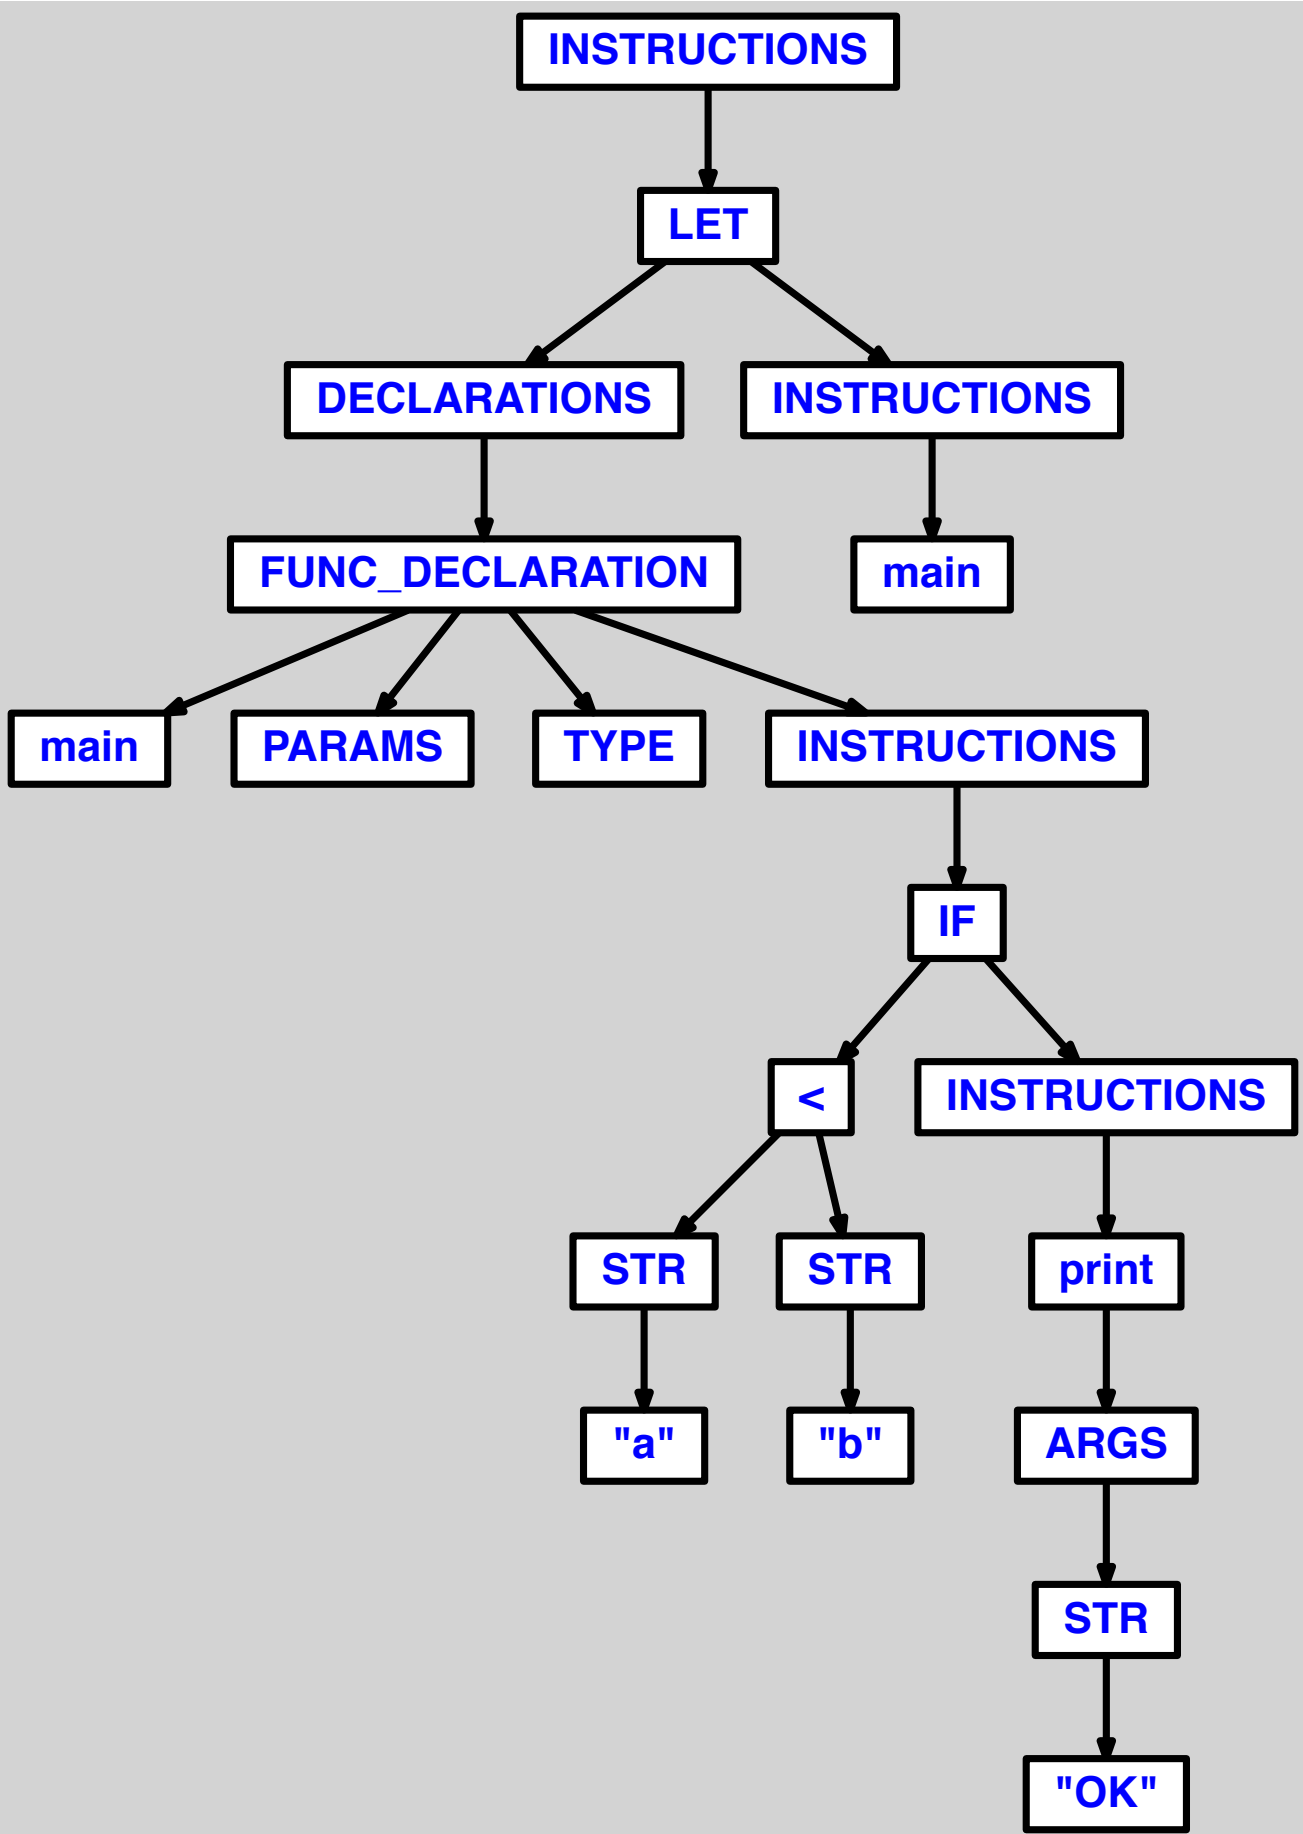 INSTRUCTIONS
LET
DECLARATIONS
INSTRUCTIONS
FUNC_DECLARATION
main
main
PARAMS
TYPE
INSTRUCTIONS
IF
<
INSTRUCTIONS
STR
STR
print
"a"
"b"
ARGS
STR
"OK"